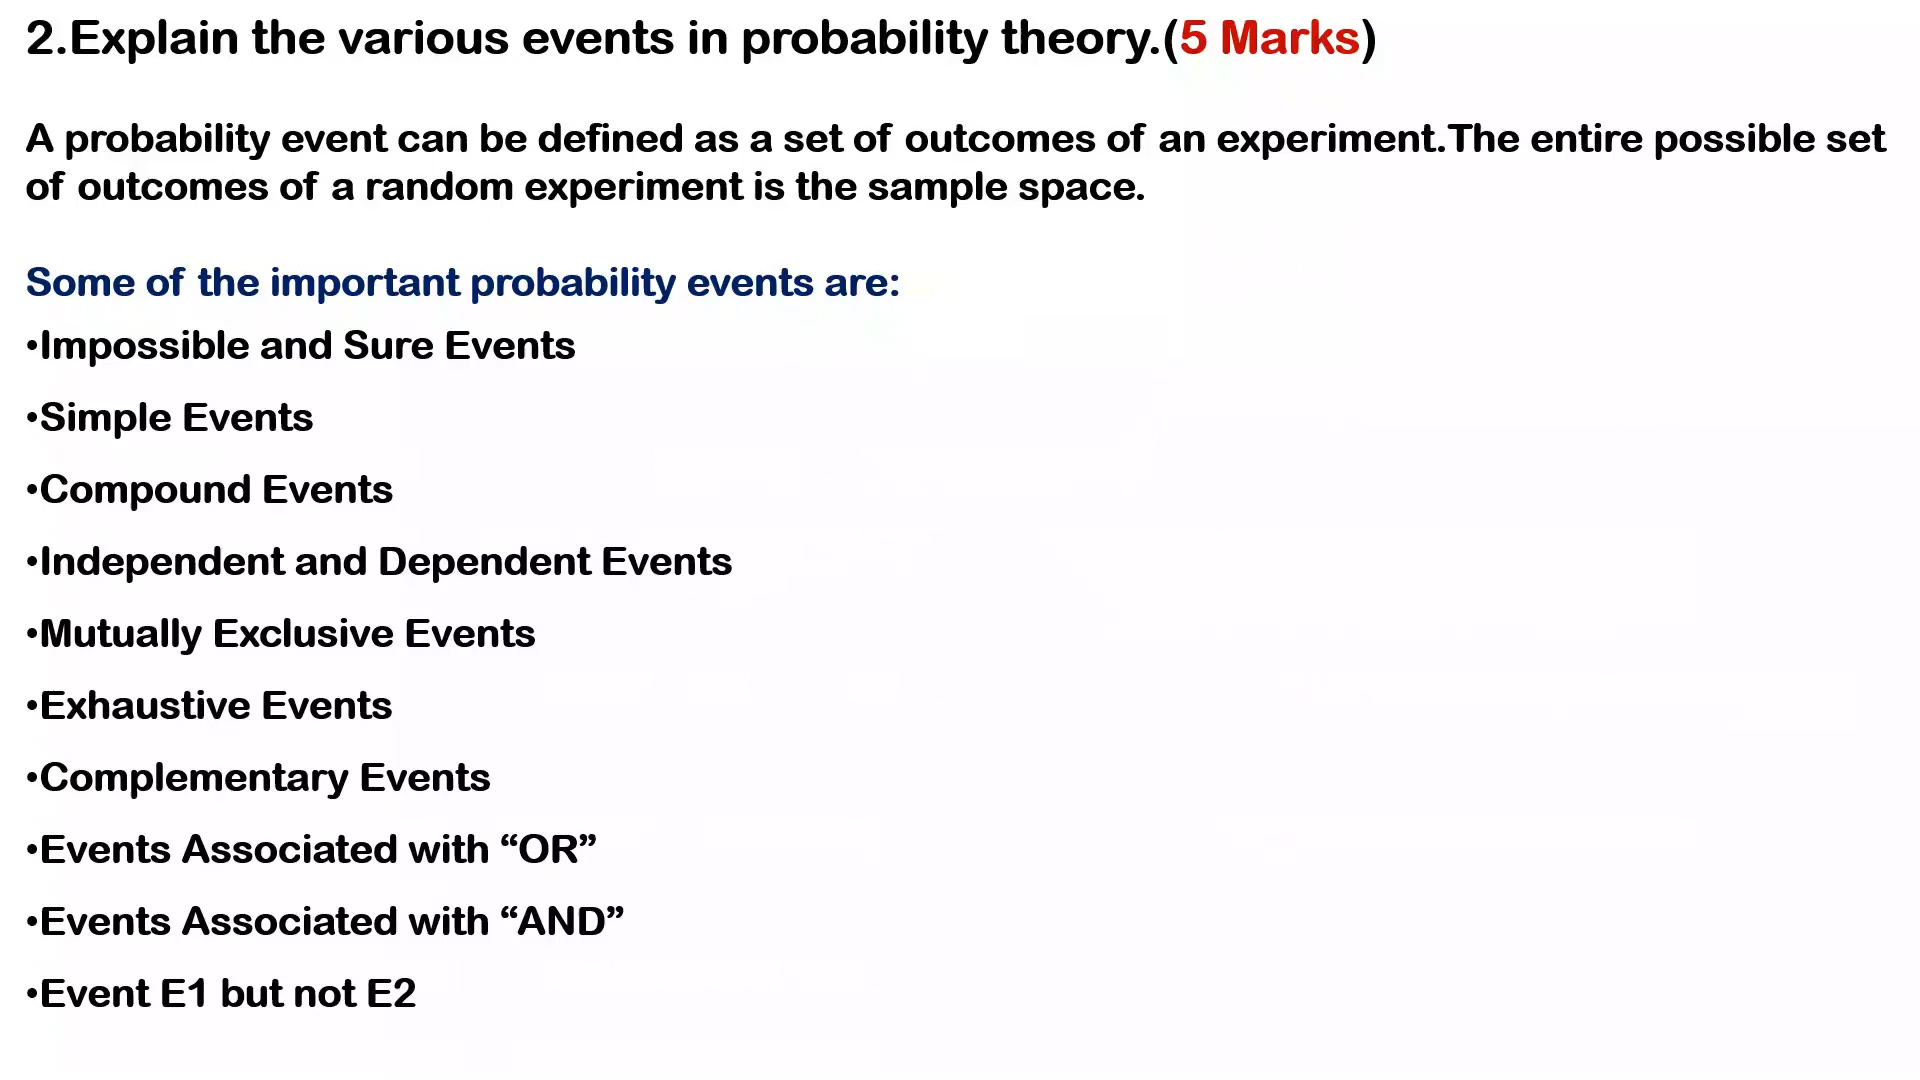 2.Explain the various events in probability theory.(5 Marks)
A probability event can be defined as a set of outcomes of an experiment.The entire possible set
of outcomes of a random experiment is the sample space.
Some of the important probability events are:
•Impossible and Sure Events
•Simple Events
•Compound Events
•Independent and Dependent Events
•Mutually Exclusive Events
•Exhaustive Events
•Complementary Events
•Events Associated with “OR”
•Events Associated with “AND”
•Event E1 but not E2